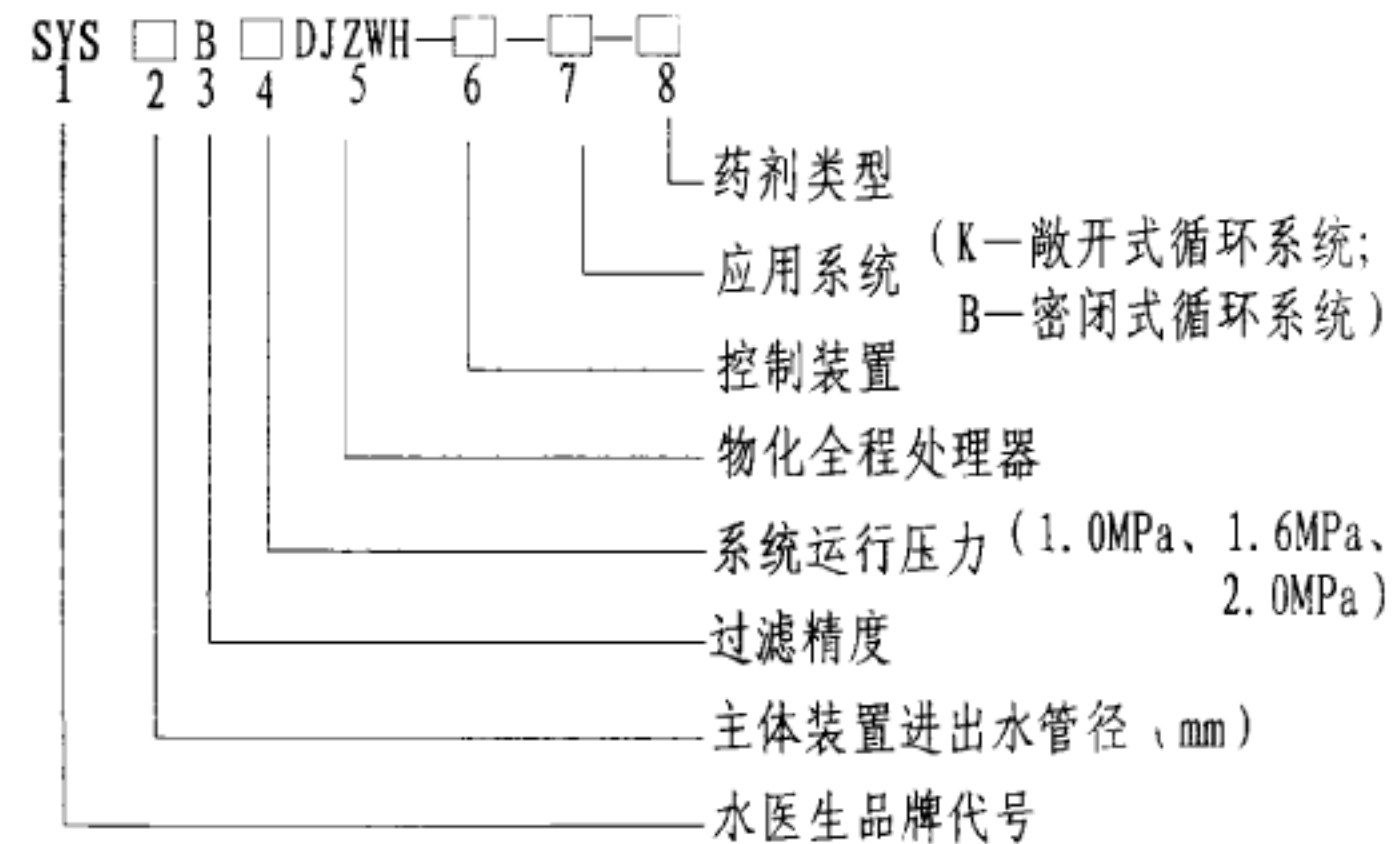 SYS □ B □ DJZWH—□—□—□
1 2 3 4 5 6 7 8
药剂类型
应用系统 (K—敞开式循环系统;
B—密闭式循环系统)
控制装置
物化全程处理器
系统运行压力 (1.0MPa、1.6MPa、
2.0MPa)
过滤精度
主体装置进出水管径(mm)
水医生品牌代号